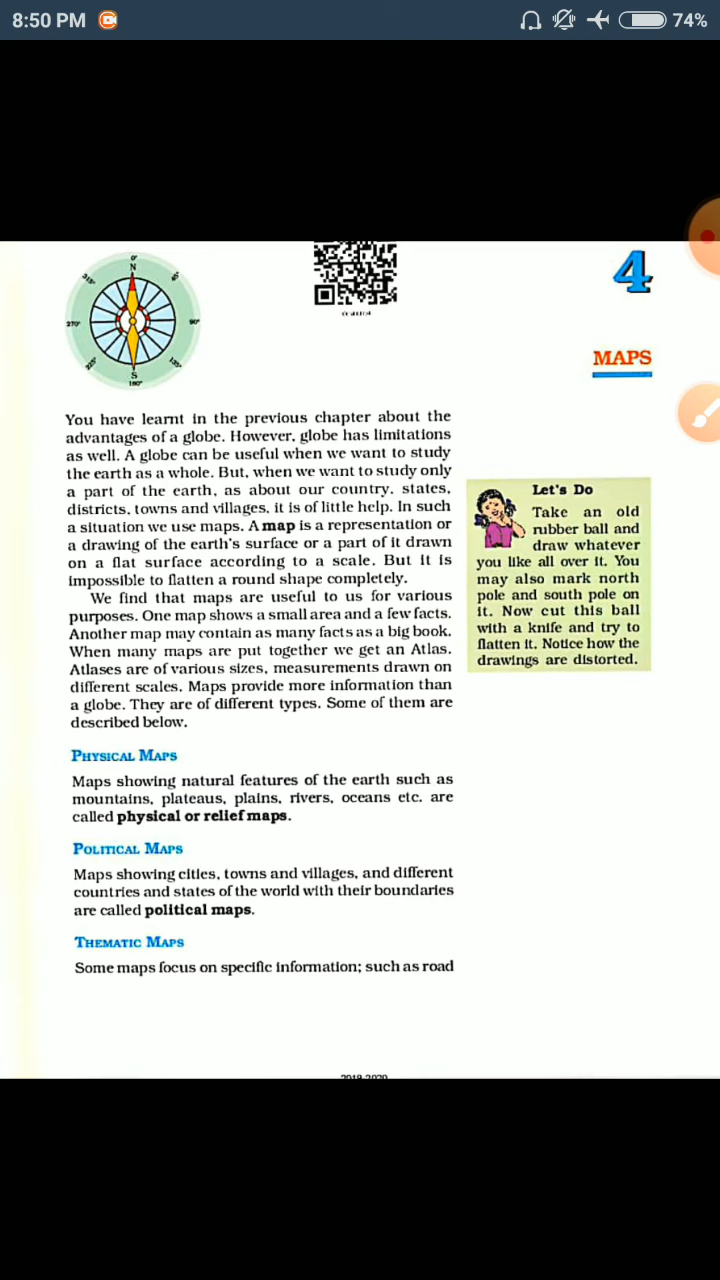 8:50 PM
74%
0°
N
45°
315°
270°
90°
225°
135°
S
180°
4
MAPS
You have learnt in the previous chapter about the
advantages of a globe. However, globe has limitations
as well. A globe can be useful when we want to study
the earth as a whole. But, when we want to study only
a part of the earth, as about our country, states,
districts, towns and villages, it is of little help. In such
a situation we use maps. A map is a representation or
a drawing of the earth's surface or a part of it drawn
on a flat surface according to a scale. But it is
impossible to flatten a round shape completely.
We find that maps are useful to us for various
purposes. One map shows a small area and a few facts.
Another map may contain as many facts as a big book.
When many maps are put together we get an Atlas.
Atlases are of various sizes, measurements drawn on
different scales. Maps provide more information than
a globe. They are of different types. Some of them are
described below.
PHYSICAL MAPS
Maps showing natural features of the earth such as
mountains, plateaus, plains, rivers, oceans etc. are
called physical or relief maps.
POLITICAL MAPS
Maps showing cities, towns and villages, and different
countries and states of the world with their boundaries
are called political maps.
THEMATIC MAPS
Some maps focus on specific information; such as road
Let's Do
Take an old
rubber ball and
draw whatever
you like all over it. You
may also mark north
pole and south pole on
it. Now cut this ball
with a knife and try to
flatten it. Notice how the
drawings are distorted.
2019-2020